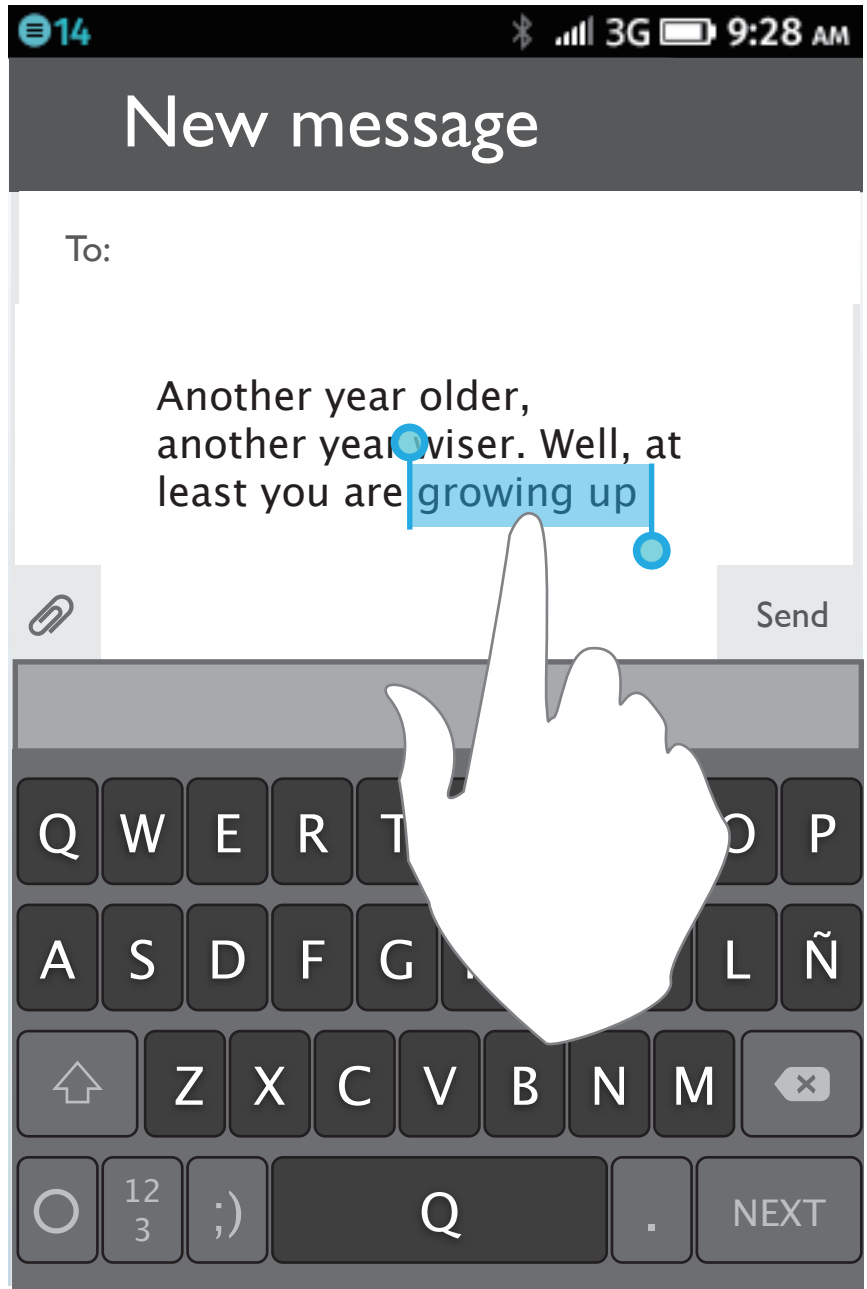 14 3G 9:28 AM
New message
To:
Another year older,
another year wiser. Well, at
least you are growing up
Send
Q W E R T O P
A S D F G L Ñ
Z X C V B N M
12
3 ;) Q . NEXT